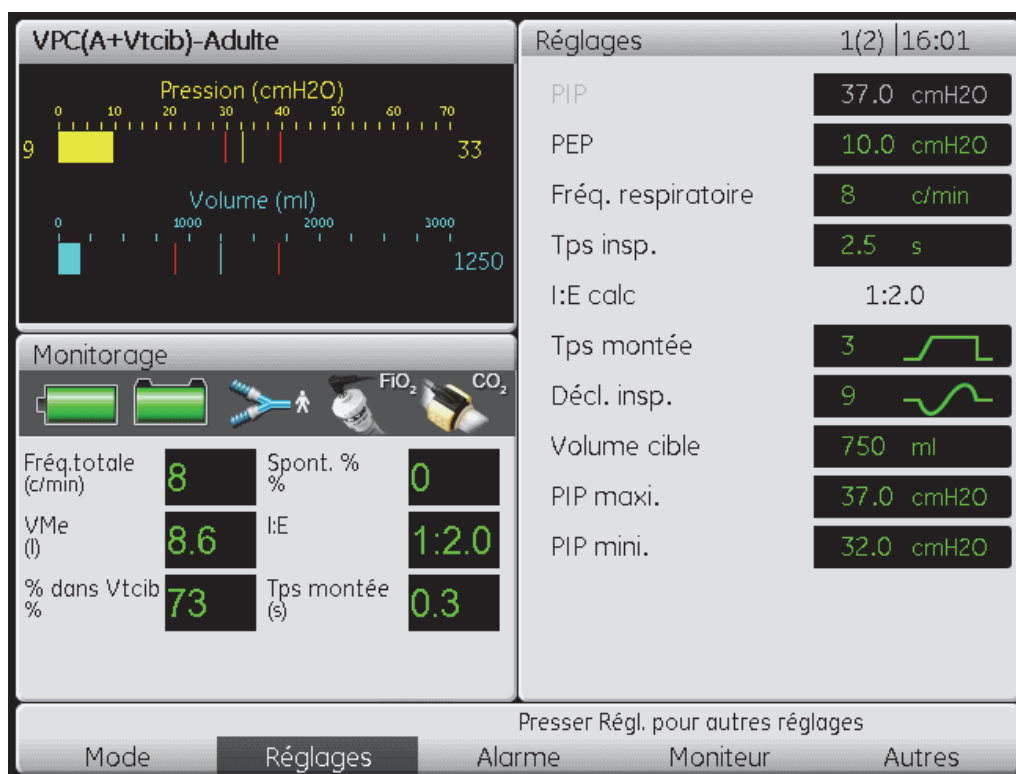 VPC(A+Vtcib)-Adulte
Pression (cmH2O)
0 10 20 30 40 50 60 70
9 33
Volume (ml)
0 1000 2000 3000
1250
Monitorage
FiO2 CO2
Fréq.totale (c/min) 8 Spont. % % 0
VMe (l) 8.6 I:E 1:2.0
% dans Vtcib % 73 Tps montée (s) 0.3
Réglages 1(2) 16:01
PIP 37.0 cmH2O
PEP 10.0 cmH2O
Fréq. respiratoire 8 c/min
Tps insp. 2.5 s
I:E calc 1:2.0
Tps montée 3
Décl. insp. 9
Volume cible 750 ml
PIP maxi. 37.0 cmH2O
PIP mini. 32.0 cmH2O
Presser Régl. pour autres réglages
Mode Réglages Alarme Moniteur Autres